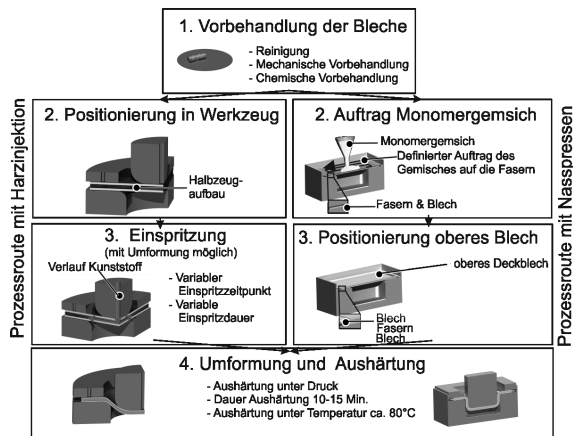 1. Vorbehandlung der Bleche
- Reinigung
- Mechanische Vorbehandlung
- Chemische Vorbehandlung
Prozessroute mit Harzinjektion
2. Positionierung in Werkzeug
Halbzeug-
aufbau
3. Einspritzung
(mit Umformung möglich)
Verlauf Kunststoff
- Variabler
Einspritzzeitpunkt
- Variable
Einspritzdauer
2. Auftrag Monomergemsich
Monomergemsich
Definierter Auftrag des
Gemisches auf die Fasern
Fasern & Blech
3. Positionierung oberes Blech
oberes Deckblech
Blech
Fasern
Blech
Prozessroute mit Nasspressen
4. Umformung und Aushärtung
- Aushärtung unter Druck
- Dauer Aushärtung 10-15 Min.
- Aushärtung unter Temperatur ca. 80°C